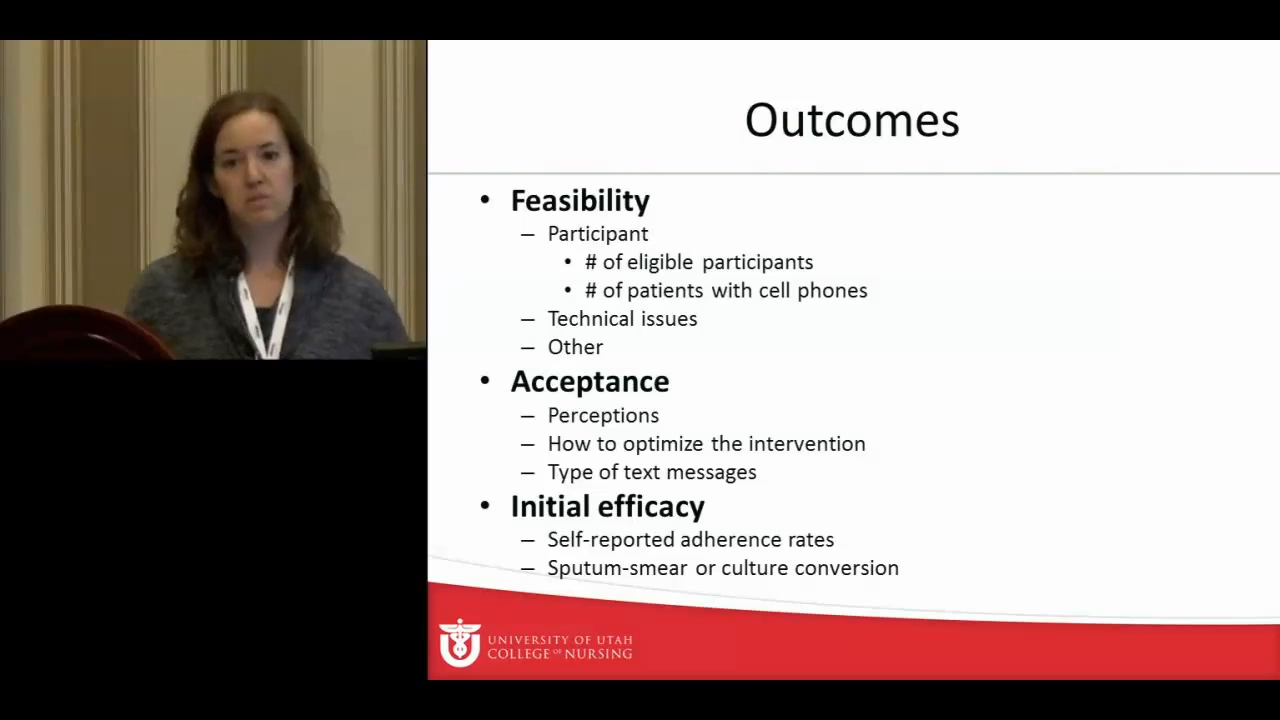 Outcomes
• Feasibility
– Participant
• # of eligible participants
• # of patients with cell phones
– Technical issues
– Other
• Acceptance
– Perceptions
– How to optimize the intervention
– Type of text messages
• Initial efficacy
– Self-reported adherence rates
– Sputum-smear or culture conversion
UNIVERSITY OF UTAH
COLLEGE OF NURSING